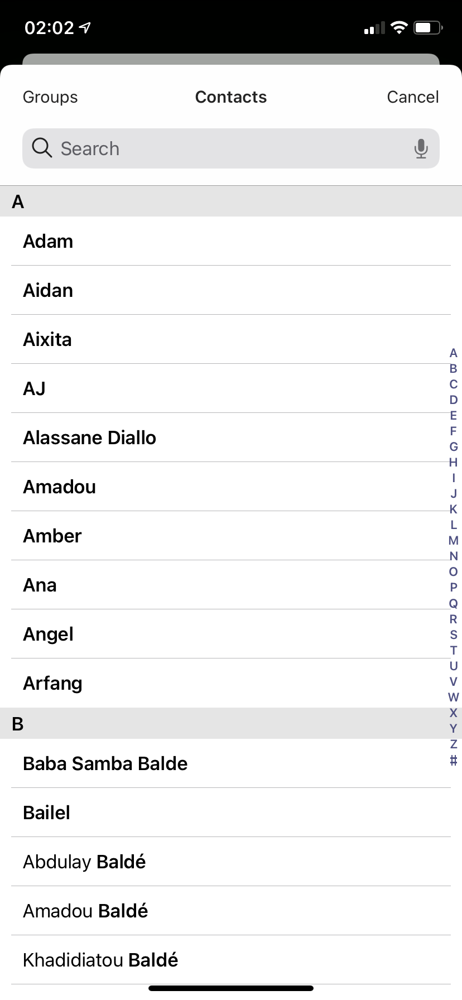 02:02
Groups Contacts Cancel
Search
A
Adam
Aidan
Aixita
AJ
Alassane Diallo
Amadou
Amber
Ana
Angel
Arfang
B
Baba Samba Balde
Bailel
Abdulay Baldé
Amadou Baldé
Khadidiatou Baldé
A
B
C
D
E
F
G
H
I
J
K
L
M
N
O
P
Q
R
S
T
U
V
W
X
Y
Z
#